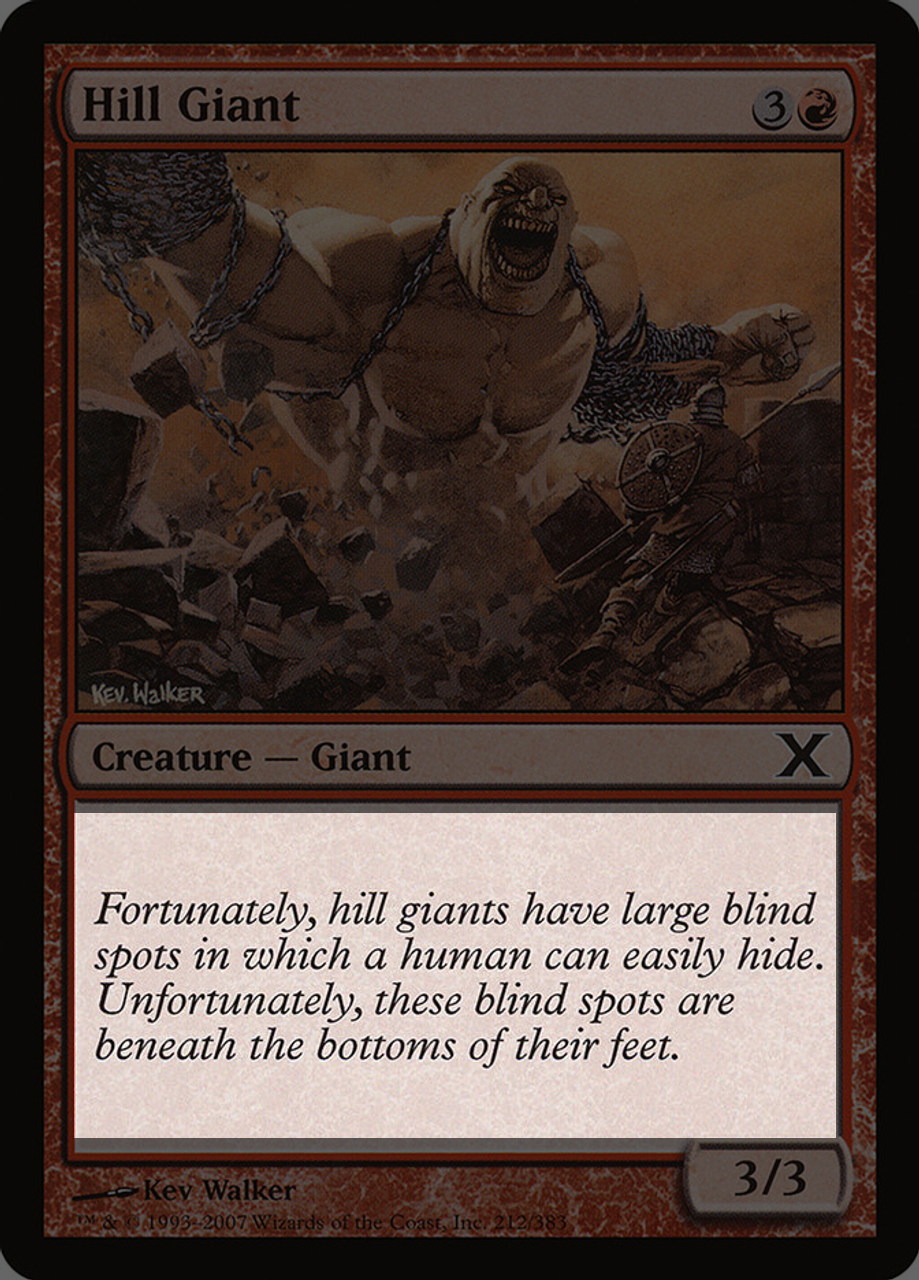 Hill Giant
3
KEV. WALKER
Creature — Giant
X
Fortunately, hill giants have large blind
spots in which a human can easily hide.
Unfortunately, these blind spots are
beneath the bottoms of their feet.
3/3
Kev Walker
™ & © 1993–2007 Wizards of the Coast, Inc. 212/383